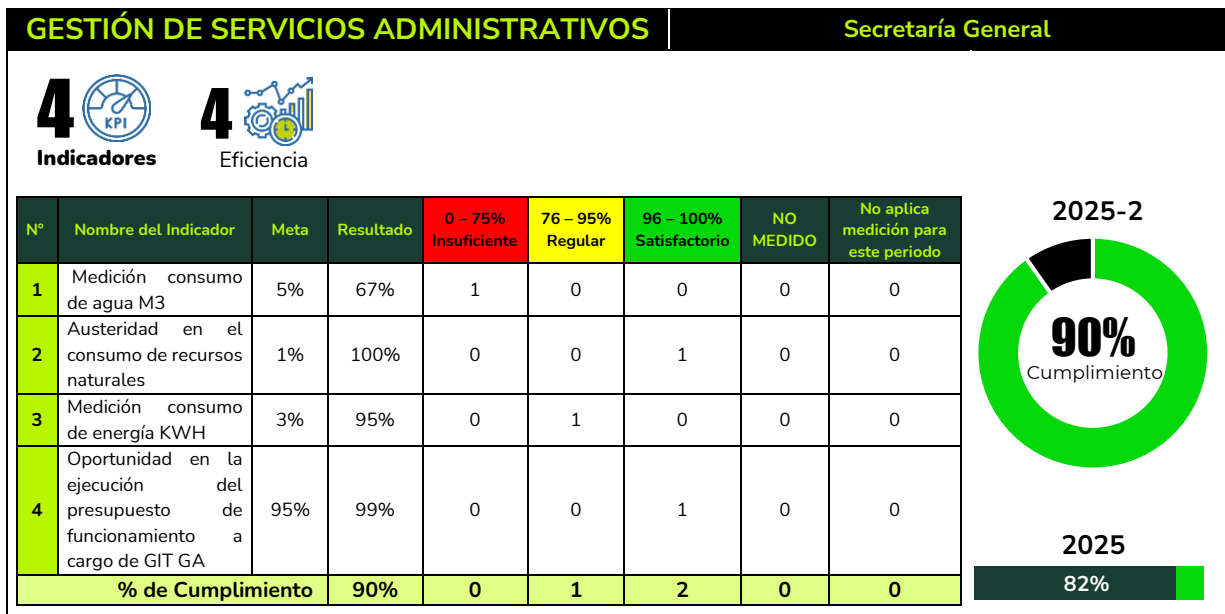 GESTIÓN DE SERVICIOS ADMINISTRATIVOS
Secretaría General
4
KPI
Indicadores
4
Eficiencia
N° Nombre del Indicador Meta Resultado 0 – 75% Insuficiente 76 – 95% Regular 96 – 100% Satisfactorio NO MEDIDO No aplica medición para este periodo
1 Medición consumo de agua M3 5% 67% 1 0 0 0 0
2 Austeridad en el consumo de recursos naturales 1% 100% 0 0 1 0 0
3 Medición consumo de energía KWH 3% 95% 0 1 0 0 0
4 Oportunidad en la ejecución del presupuesto de funcionamiento a cargo de GIT GA 95% 99% 0 0 1 0 0
% de Cumplimiento 90% 0 1 2 0 0
2025-2
90%
Cumplimiento
2025
82%